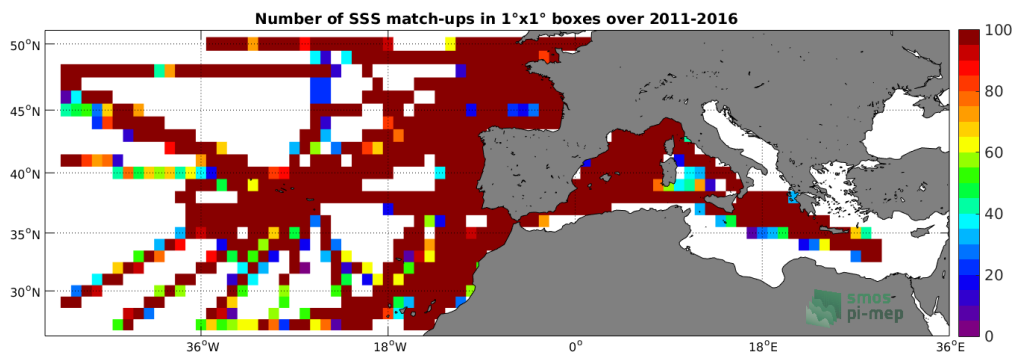 Number of SSS match-ups in 1°x1° boxes over 2011-2016
50°N
45°N
40°N
35°N
30°N
36°W
18°W
0°
18°E
36°E
100
80
60
40
20
0
smos
pi-mep